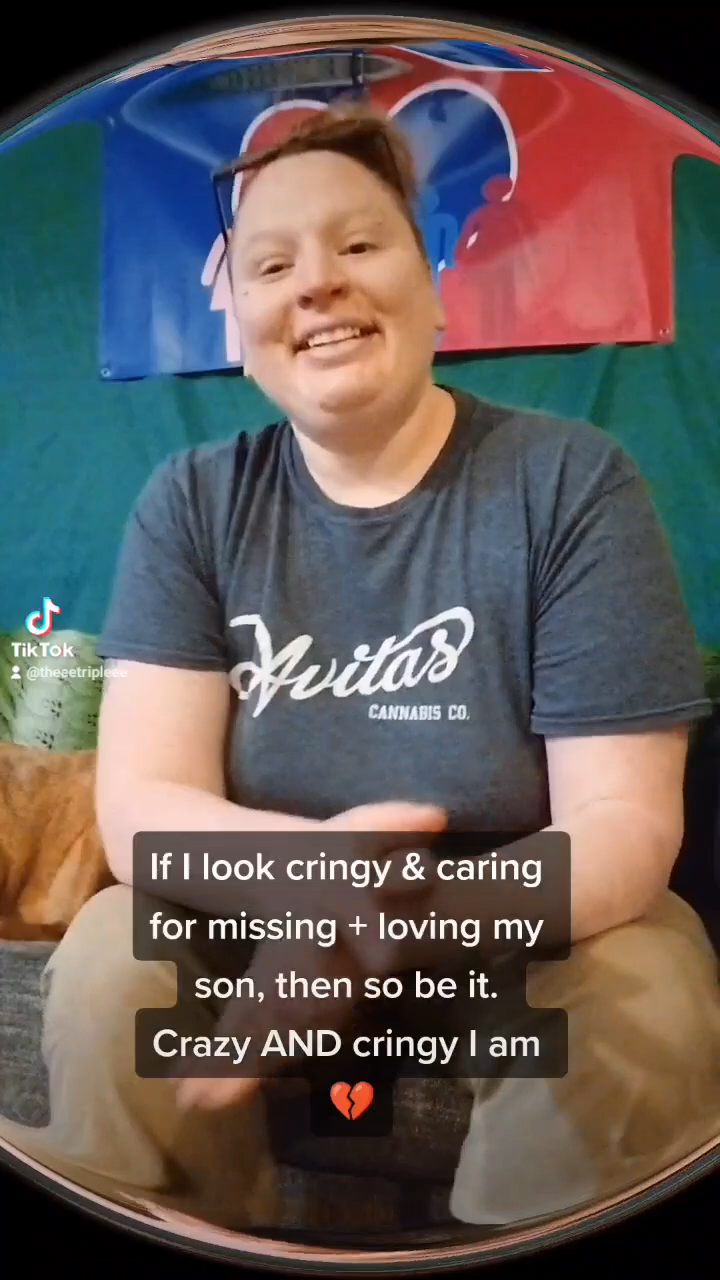 Avitas
CANNABIS CO.
TikTok
@theeetripleee
If I look cringy & caring
for missing + loving my
son, then so be it.
Crazy AND cringy I am
💔